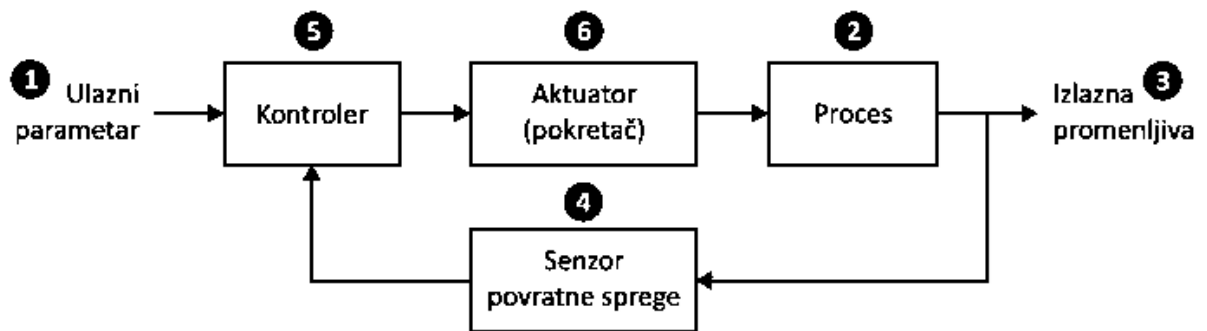 5
6
2
1 Ulazni
parametar
Kontroler
Aktuator
(pokretač)
Proces
Izlazna 3
promenljiva
4
Senzor
povratne sprege